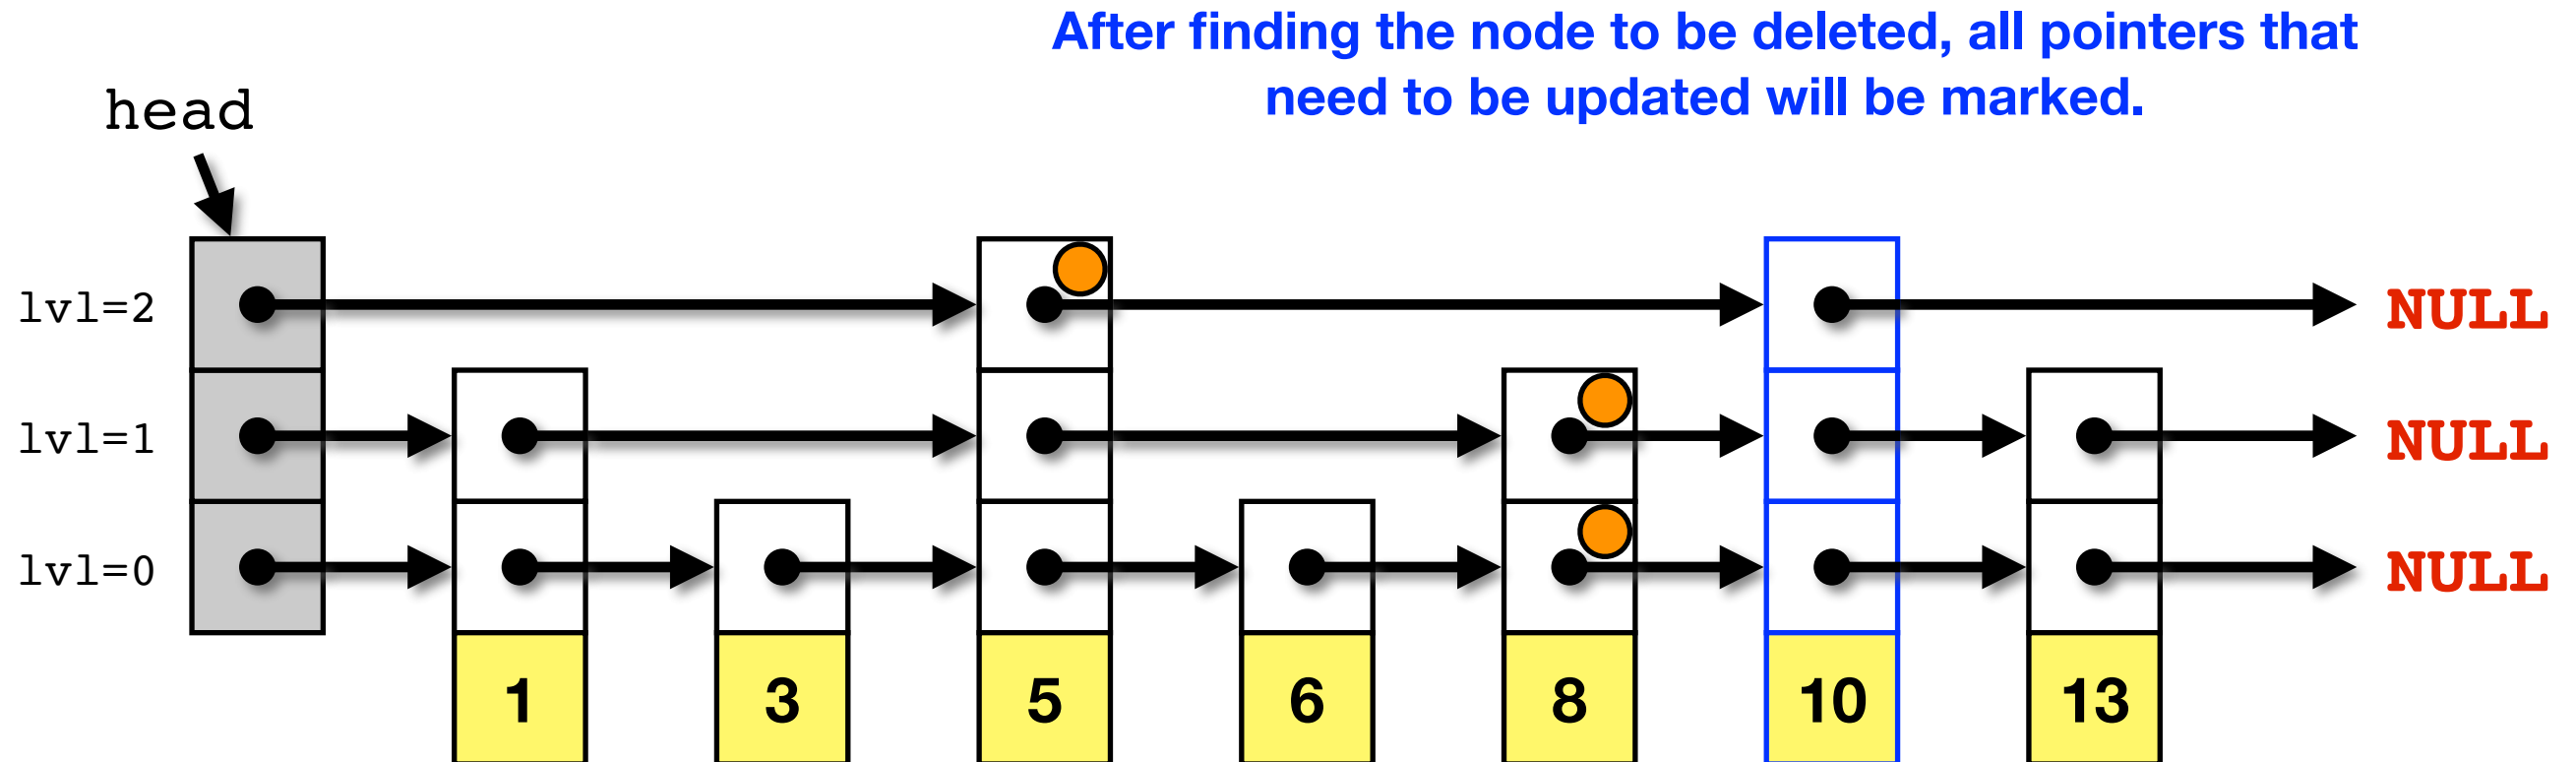 After finding the node to be deleted, all pointers that
need to be updated will be marked.
head
lvl=2
NULL
lvl=1
NULL
lvl=0
NULL
1 3 5 6 8 10 13